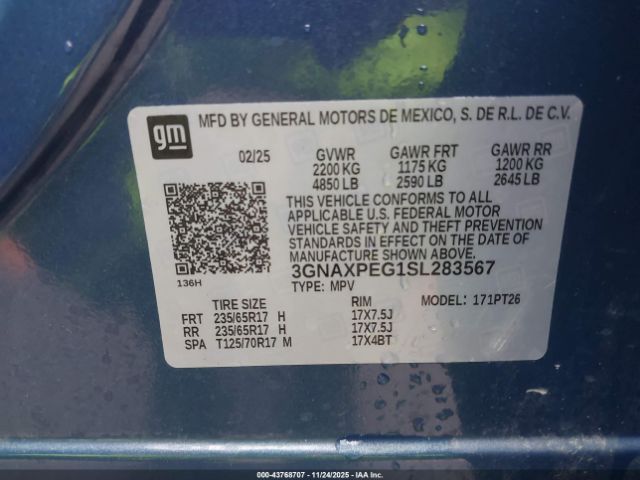 gm
MFD BY GENERAL MOTORS DE MEXICO, S. DE R.L. DE C.V.
02/25 GVWR GAWR FRT GAWR RR
2200 KG 1175 KG 1200 KG
4850 LB 2590 LB 2645 LB
THIS VEHICLE CONFORMS TO ALL
APPLICABLE U.S. FEDERAL MOTOR
VEHICLE SAFETY AND THEFT PREVENTION
STANDARDS IN EFFECT ON THE DATE OF
MANUFACTURE SHOWN ABOVE.
3GNAXPEG1SL283567
136H TYPE: MPV
TIRE SIZE RIM MODEL: 171PT26
FRT 235/65R17 H 17X7.5J
RR 235/65R17 H 17X7.5J
SPA T125/70R17 M 17X4BT
000-43768707 - 11/24/2025 - IAA Inc.